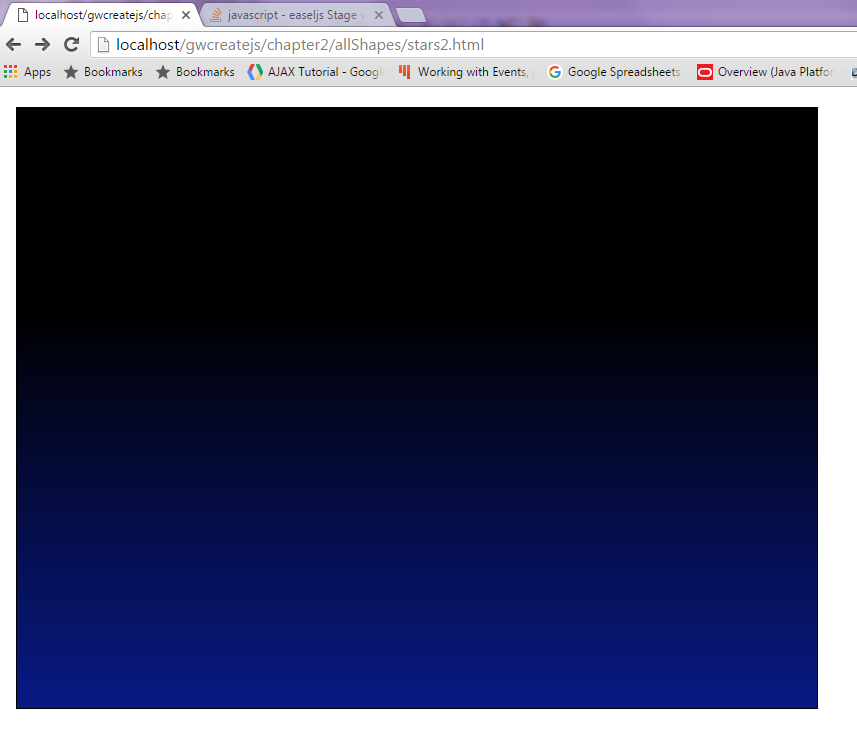 localhost/gwcreatejs/chap
javascript - easeljs Stage w
localhost/gwcreatejs/chapter2/allShapes/stars2.html
Apps Bookmarks Bookmarks AJAX Tutorial - Googl Working with Events, Google Spreadsheets Overview (Java Platfor